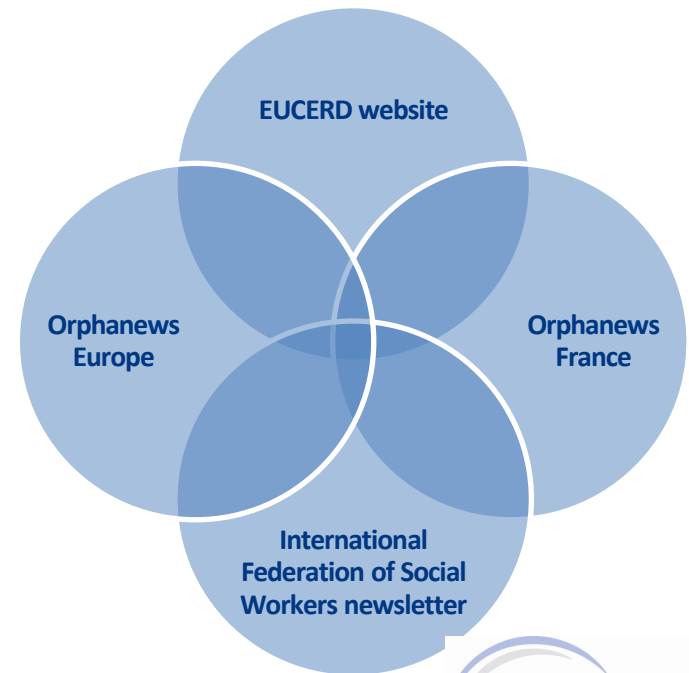 EUCERD website
Orphanews
Europe
Orphanews
France
International
Federation of Social
Workers newsletter